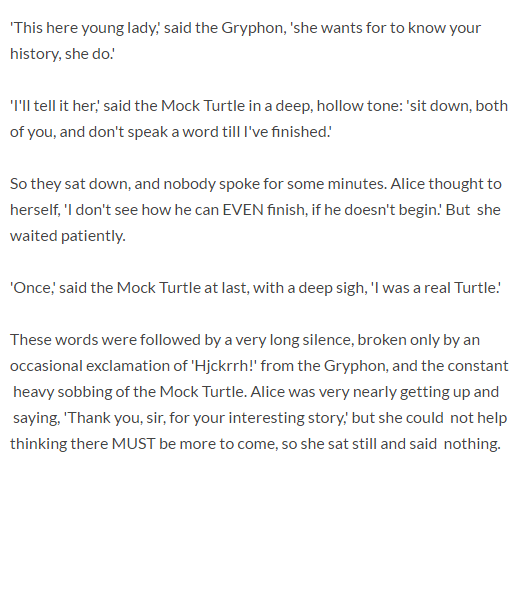 'This here young lady,' said the Gryphon, 'she wants for to know your
history, she do.'
'I'll tell it her,' said the Mock Turtle in a deep, hollow tone: 'sit down, both
of you, and don't speak a word till I've finished.'
So they sat down, and nobody spoke for some minutes. Alice thought to
herself, 'I don't see how he can EVEN finish, if he doesn't begin.' But she
waited patiently.
'Once,' said the Mock Turtle at last, with a deep sigh, 'I was a real Turtle.'
These words were followed by a very long silence, broken only by an
occasional exclamation of 'Hjckrrh!' from the Gryphon, and the constant
heavy sobbing of the Mock Turtle. Alice was very nearly getting up and
saying, 'Thank you, sir, for your interesting story,' but she could not help
thinking there MUST be more to come, so she sat still and said nothing.